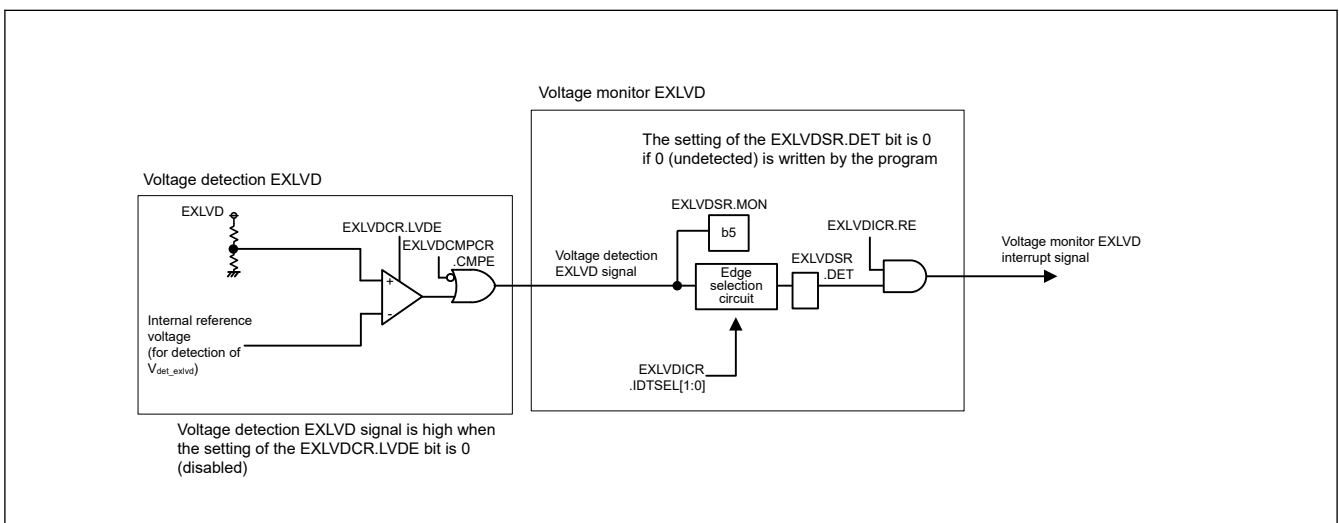 Voltage monitor EXLVD
The setting of the EXLVDSR.DET bit is 0
if 0 (undetected) is written by the program
Voltage detection EXLVD
EXLVD
EXLVDCR.LVDE
EXLVDCMPCR
.CMPE
+
-
Internal reference
voltage
(for detection of
Vdet_exlvd)
Voltage detection
EXLVD signal
EXLVDSR.MON
b5
Edge
selection
circuit
EXLVDSR
.DET
EXLVDICR.RE
Voltage monitor EXLVD
interrupt signal
EXLVDICR
.IDTSEL[1:0]
Voltage detection EXLVD signal is high when
the setting of the EXLVDCR.LVDE bit is 0
(disabled)